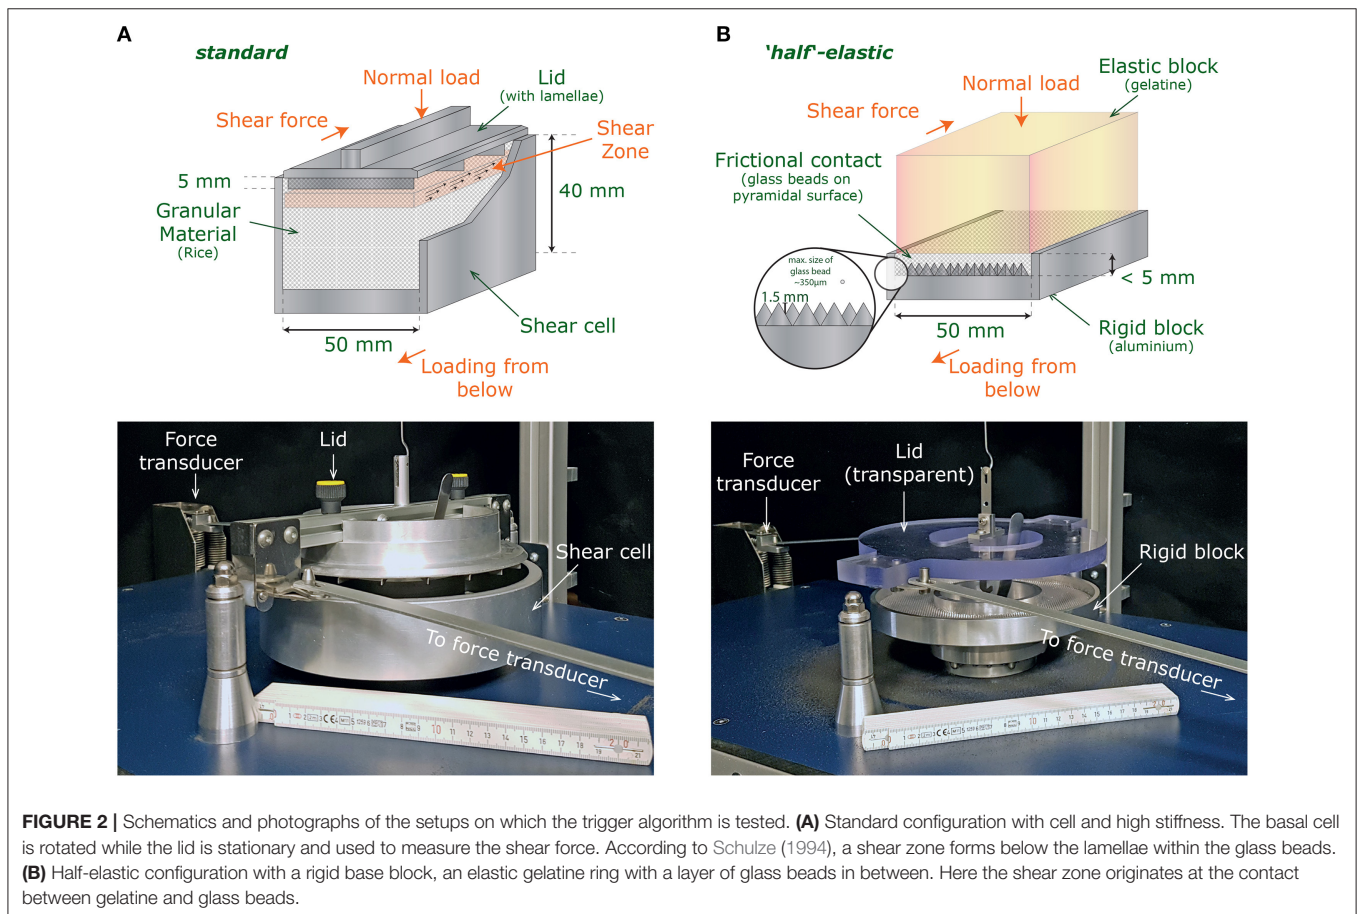 A
standard
Normal load
Lid
(with lamellae)
Shear force
Shear
Zone
5 mm
40 mm
Granular
Material
(Rice)
Shear cell
50 mm
Loading from
below
B
'half'-elastic
Elastic block
(gelatine)
Normal load
Shear force
Frictional contact
(glass beads on
pyramidal surface)
max. size of
glass bead
~350µm
1.5 mm
< 5 mm
50 mm
Rigid block
(aluminium)
Loading from
below
Force
transducer
Lid
Shear cell
To force transducer
Force
transducer
Lid
(transparent)
Rigid block
To force transducer
FIGURE 2 | Schematics and photographs of the setups on which the trigger algorithm is tested. (A) Standard configuration with cell and high stiffness. The basal cell
is rotated while the lid is stationary and used to measure the shear force. According to Schulze (1994), a shear zone forms below the lamellae within the glass beads.
(B) Half-elastic configuration with a rigid base block, an elastic gelatine ring with a layer of glass beads in between. Here the shear zone originates at the contact
between gelatine and glass beads.